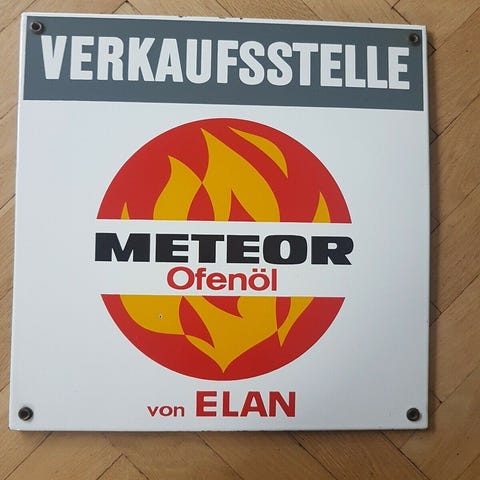 VERKAUFSSTELLE
METEOR
Ofenöl
von ELAN